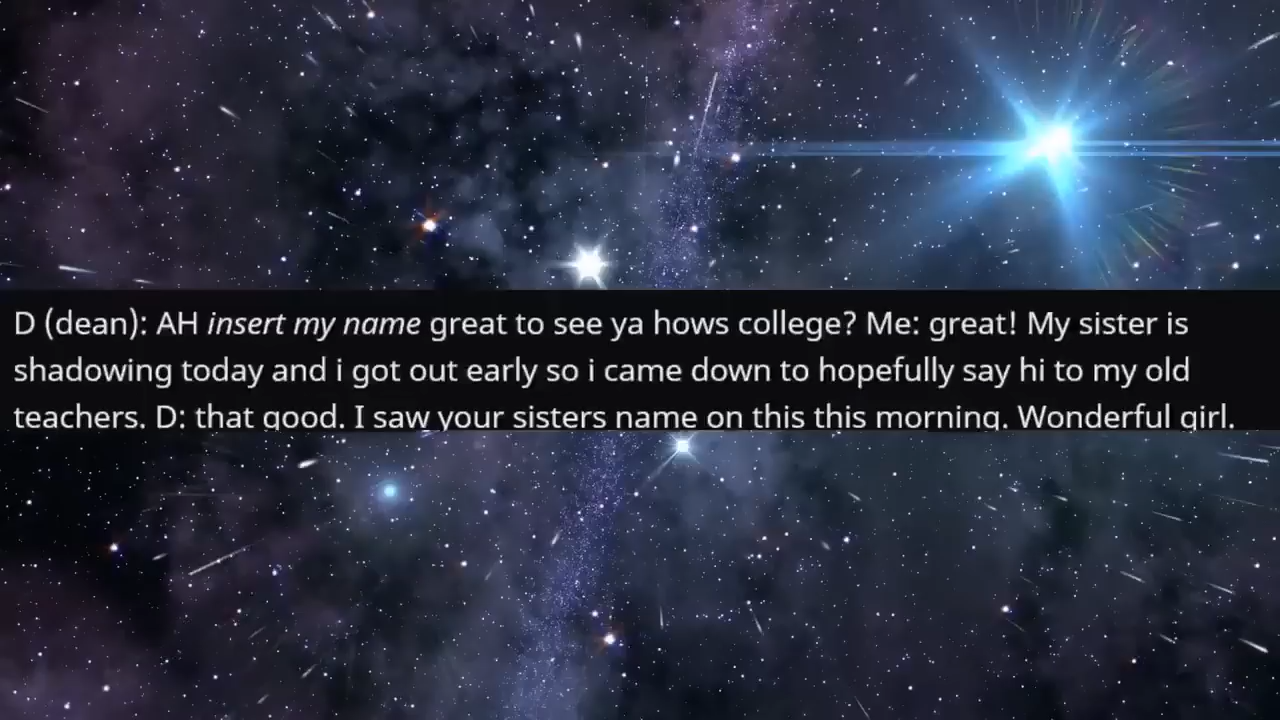 D (dean): AH insert my name great to see ya hows college? Me: great! My sister is
shadowing today and i got out early so i came down to hopefully say hi to my old
teachers. D: that good. I saw your sisters name on this this morning. Wonderful girl.